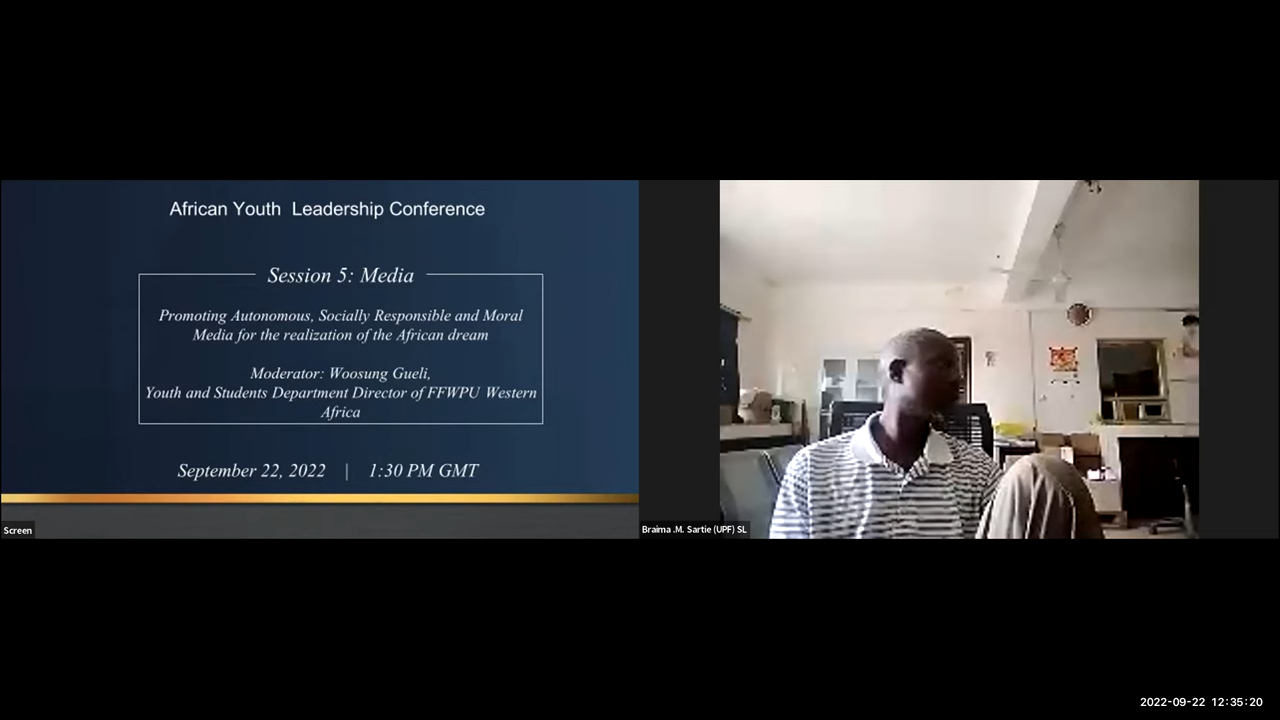 African Youth  Leadership Conference
Session 5: Media
Promoting Autonomous, Socially Responsible and Moral
Media for the realization of the African dream
Moderator: Woosung Gueli,
Youth and Students Department Director of FFWPU Western
Africa
September 22, 2022 | 1:30 PM GMT
Screen
Braima .M. Sartie (UPF) SL
2022-09-22 12:35:20